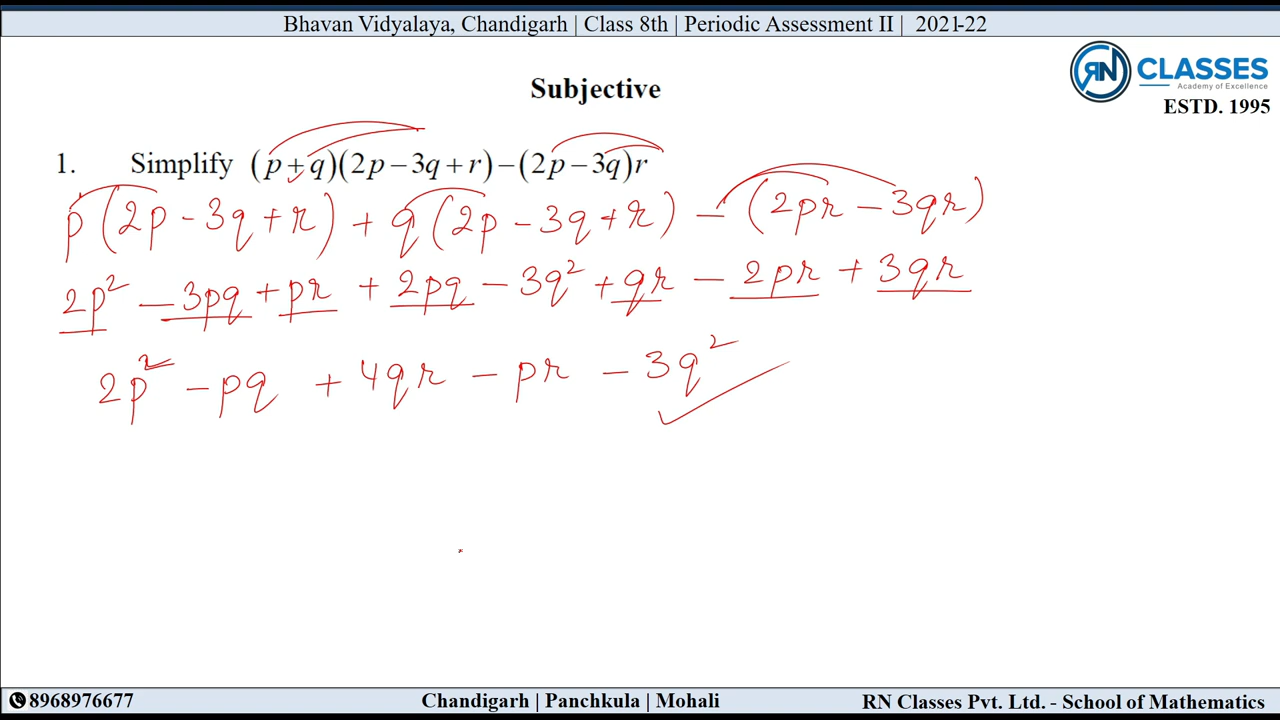 Bhavan Vidyalaya, Chandigarh | Class 8th | Periodic Assessment II | 2021-22
RN CLASSES
Academy of Excellence
ESTD. 1995
Subjective
1. Simplify (p+q)(2p−3q+r)−(2p−3q)r
p(2p - 3q + r) + q(2p - 3q + r) - (2pr - 3qr)
2p² - 3pq + pr + 2pq - 3q² + qr - 2pr + 3qr
2p² - pq + 4qr - pr - 3q²
8968976677
Chandigarh | Panchkula | Mohali
RN Classes Pvt. Ltd. - School of Mathematics